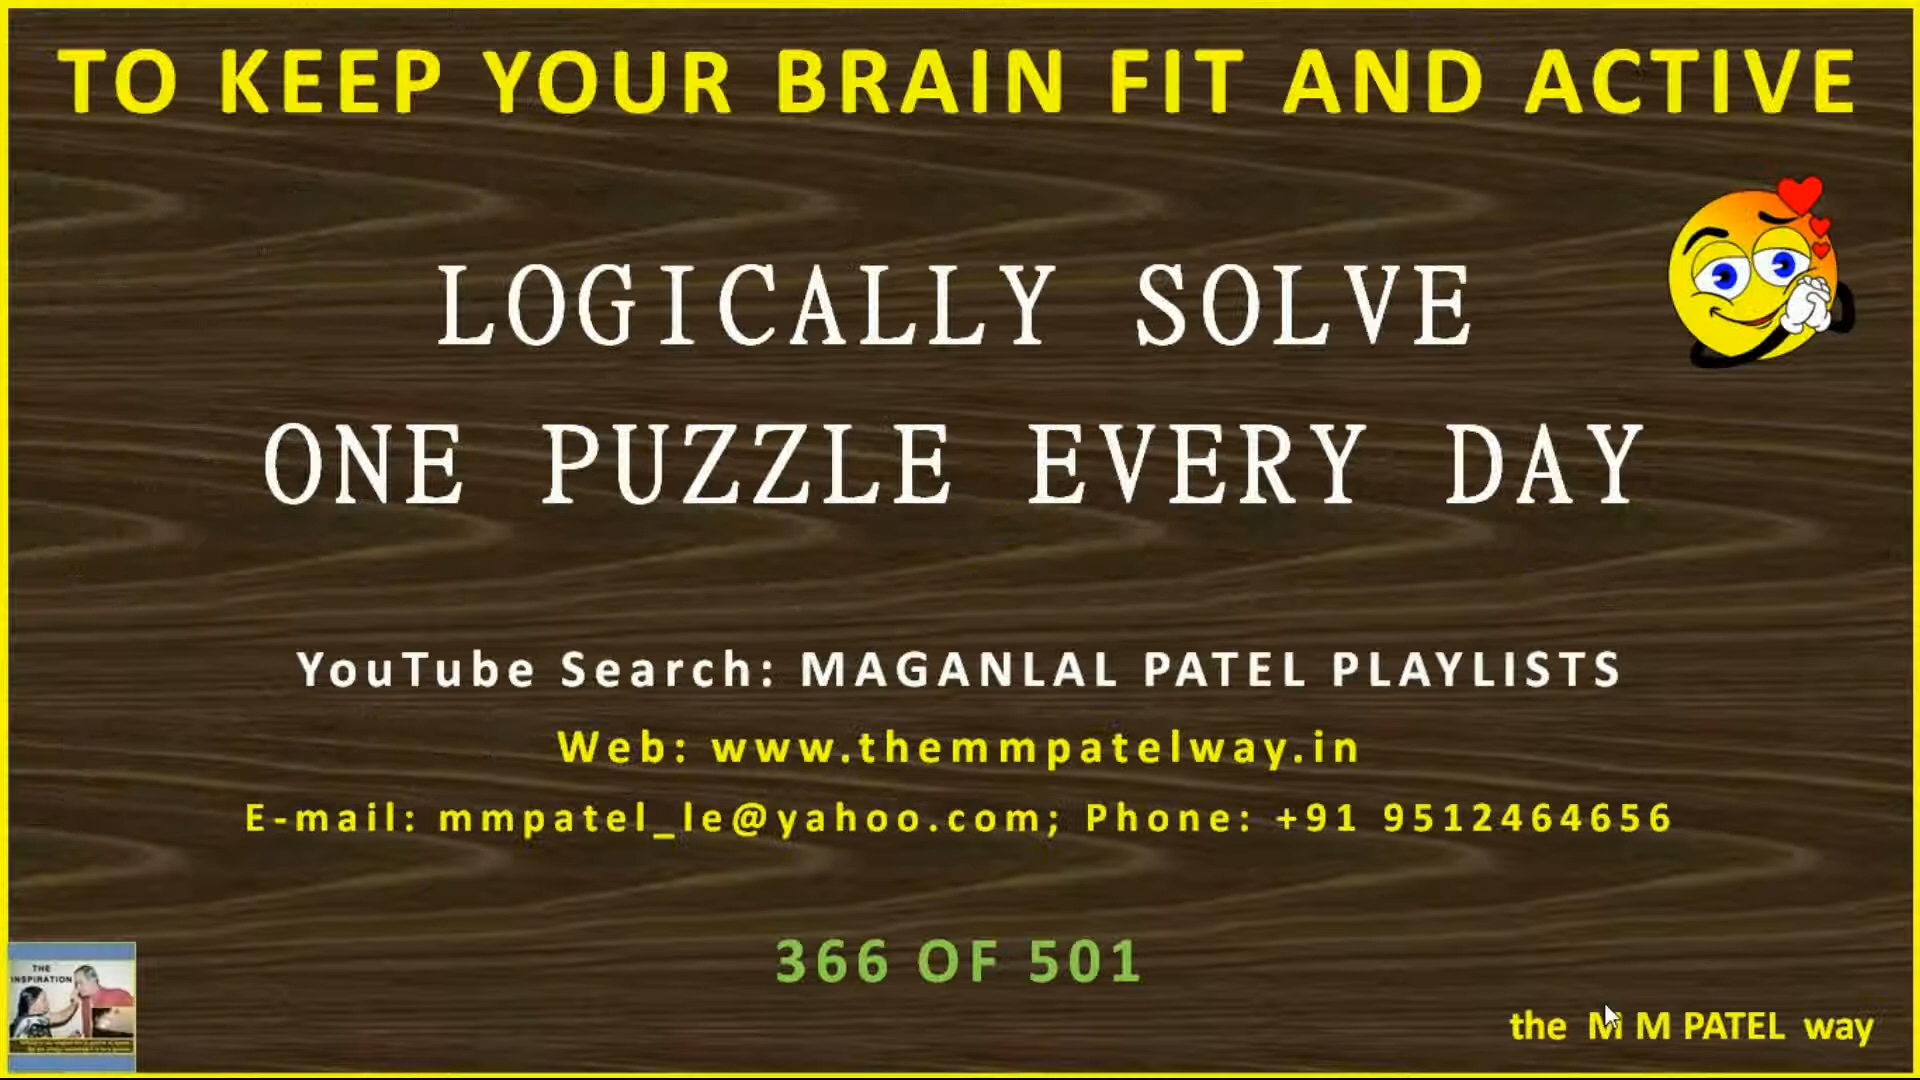 TO KEEP YOUR BRAIN FIT AND ACTIVE
LOGICALLY SOLVE
ONE PUZZLE EVERY DAY
YouTube Search: MAGANLAL PATEL PLAYLISTS
Web: www.themmpatelway.in
E-mail: mmpatel_le@yahoo.com; Phone: +91 9512464656
366 OF 501
THE
INSPIRATION
the M M PATEL way